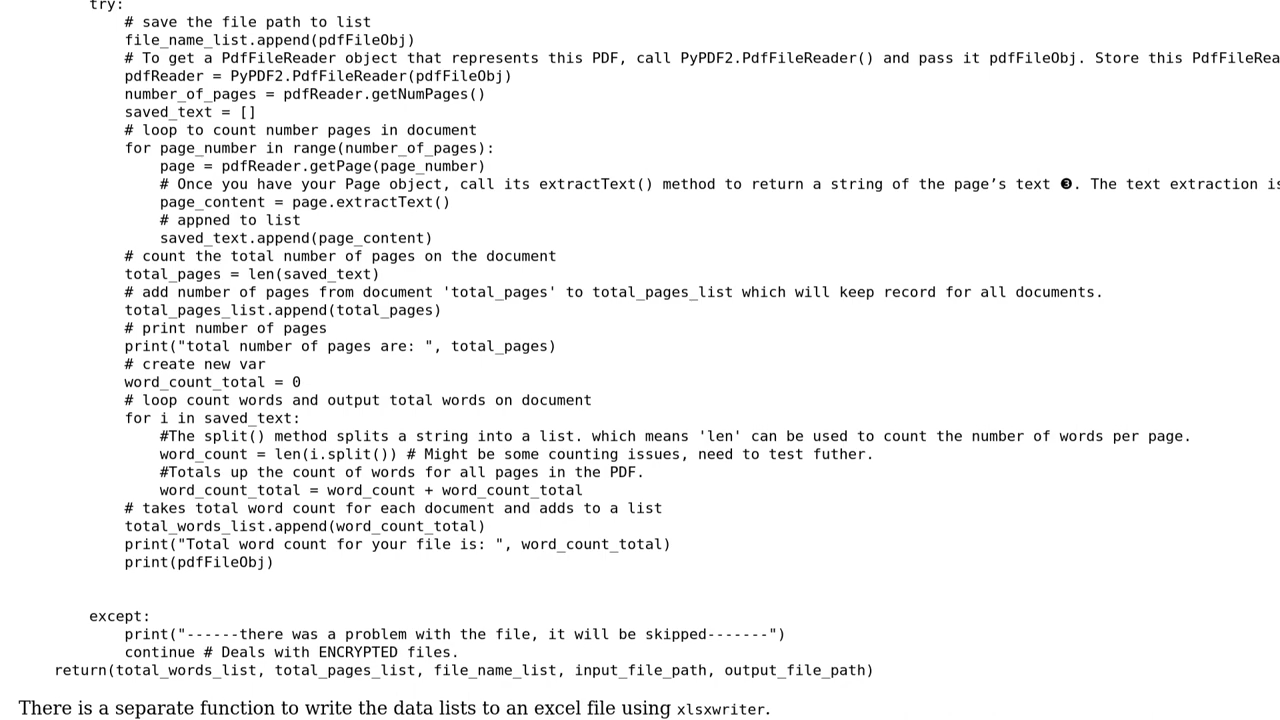 try:
# save the file path to list
file_name_list.append(pdfFileObj)
# To get a PdfFileReader object that represents this PDF, call PyPDF2.PdfFileReader() and pass it pdfFileObj. Store this PdfFileRea
pdfReader = PyPDF2.PdfFileReader(pdfFileObj)
number_of_pages = pdfReader.getNumPages()
saved_text = []
# loop to count number pages in document
for page_number in range(number_of_pages):
page = pdfReader.getPage(page_number)
# Once you have your Page object, call its extractText() method to return a string of the page’s text ❸. The text extraction is
page_content = page.extractText()
# appned to list
saved_text.append(page_content)
# count the total number of pages on the document
total_pages = len(saved_text)
# add number of pages from document 'total_pages' to total_pages_list which will keep record for all documents.
total_pages_list.append(total_pages)
# print number of pages
print("total number of pages are: ", total_pages)
# create new var
word_count_total = 0
# loop count words and output total words on document
for i in saved_text:
#The split() method splits a string into a list. which means 'len' can be used to count the number of words per page.
word_count = len(i.split()) # Might be some counting issues, need to test futher.
#Totals up the count of words for all pages in the PDF.
word_count_total = word_count + word_count_total
# takes total word count for each document and adds to a list
total_words_list.append(word_count_total)
print("Total word count for your file is: ", word_count_total)
print(pdfFileObj)
except:
print("------there was a problem with the file, it will be skipped-------")
continue # Deals with ENCRYPTED files.
return(total_words_list, total_pages_list, file_name_list, input_file_path, output_file_path)
There is a separate function to write the data lists to an excel file using xlsxwriter.